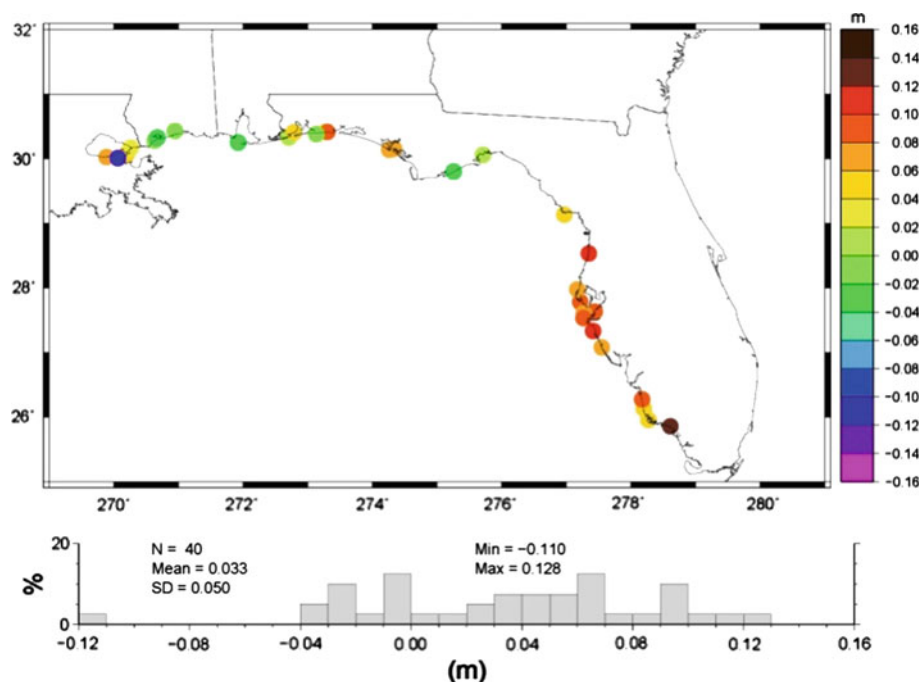 m
32˚
30˚
28˚
26˚
270˚ 272˚ 274˚ 276˚ 278˚ 280˚
0.16
0.14
0.12
0.10
0.08
0.06
0.04
0.02
0.00
−0.02
−0.04
−0.06
−0.08
−0.10
−0.12
−0.14
−0.16
N = 40
Mean = 0.033
SD = 0.050
Min = −0.110
Max = 0.128
%
20
0
−0.12 −0.08 −0.04 0.00 0.04 0.08 0.12 0.16
(m)